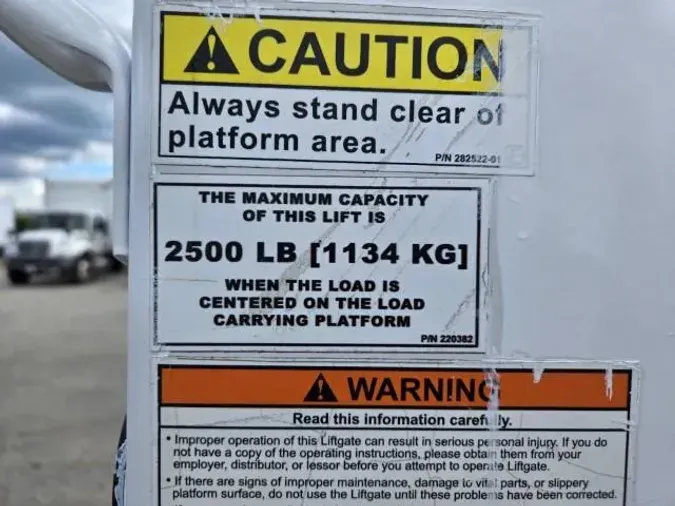 CAUTION
Always stand clear of
platform area.
P/N 282522-01
THE MAXIMUM CAPACITY
OF THIS LIFT IS
2500 LB [1134 KG]
WHEN THE LOAD IS
CENTERED ON THE LOAD
CARRYING PLATFORM
P/N 220382
WARNING
Read this information carefully.
• Improper operation of this Liftgate can result in serious personal injury. If you do
not have a copy of the operating instructions, please obtain them from your
employer, distributor, or lessor before you attempt to operate Liftgate.
• If there are signs of improper maintenance, damage to vital parts, or slippery
platform surface, do not use the Liftgate until these problems have been corrected.